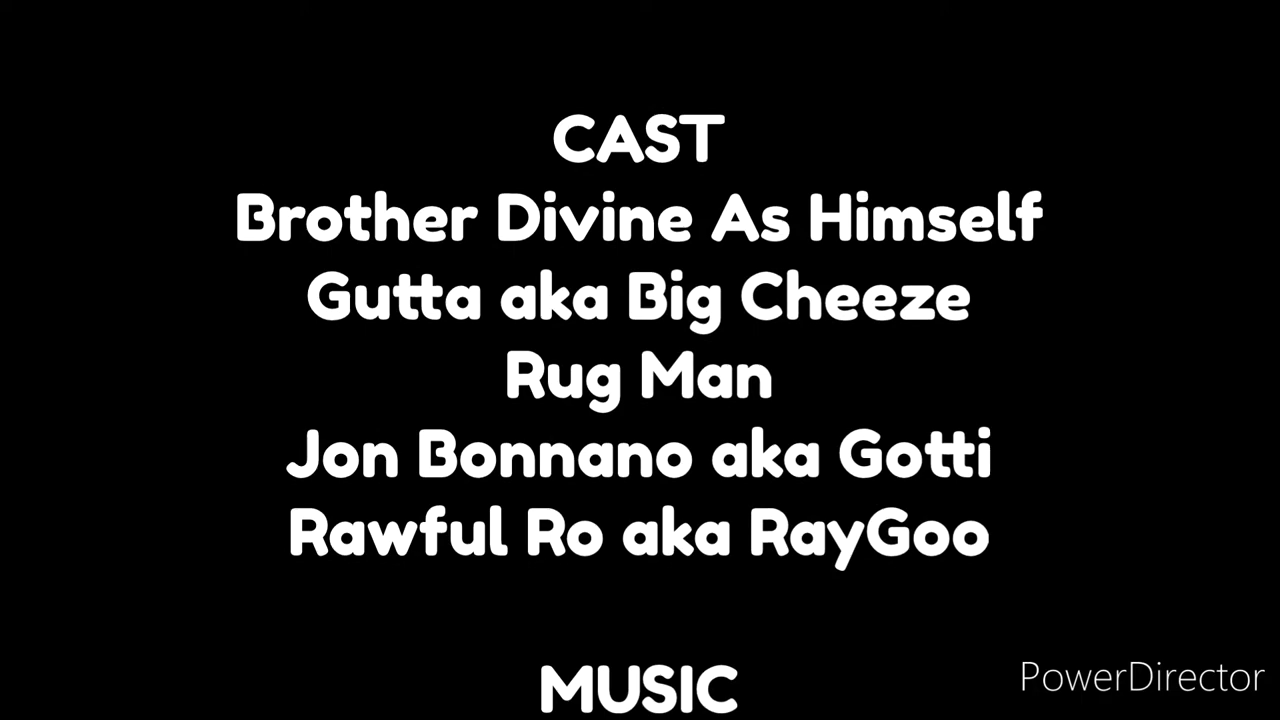 CAST
Brother Divine As Himself
Gutta aka Big Cheeze
Rug Man
Jon Bonnano aka Gotti
Rawful Ro aka RayGoo
MUSIC
PowerDirector